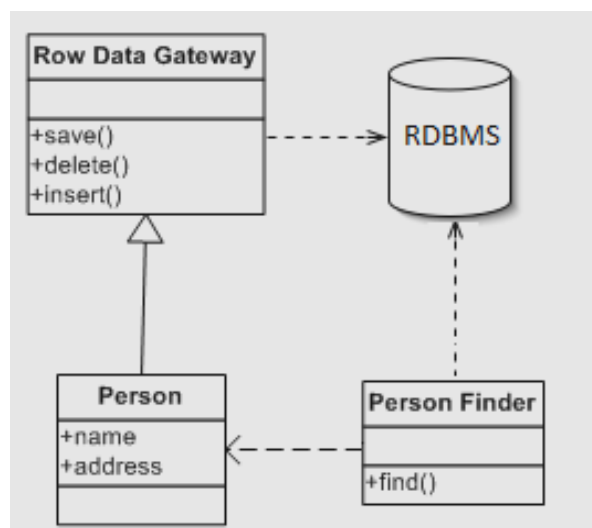 Row Data Gateway
+save()
+delete()
+insert()
RDBMS
Person
+name
+address
Person Finder
+find()